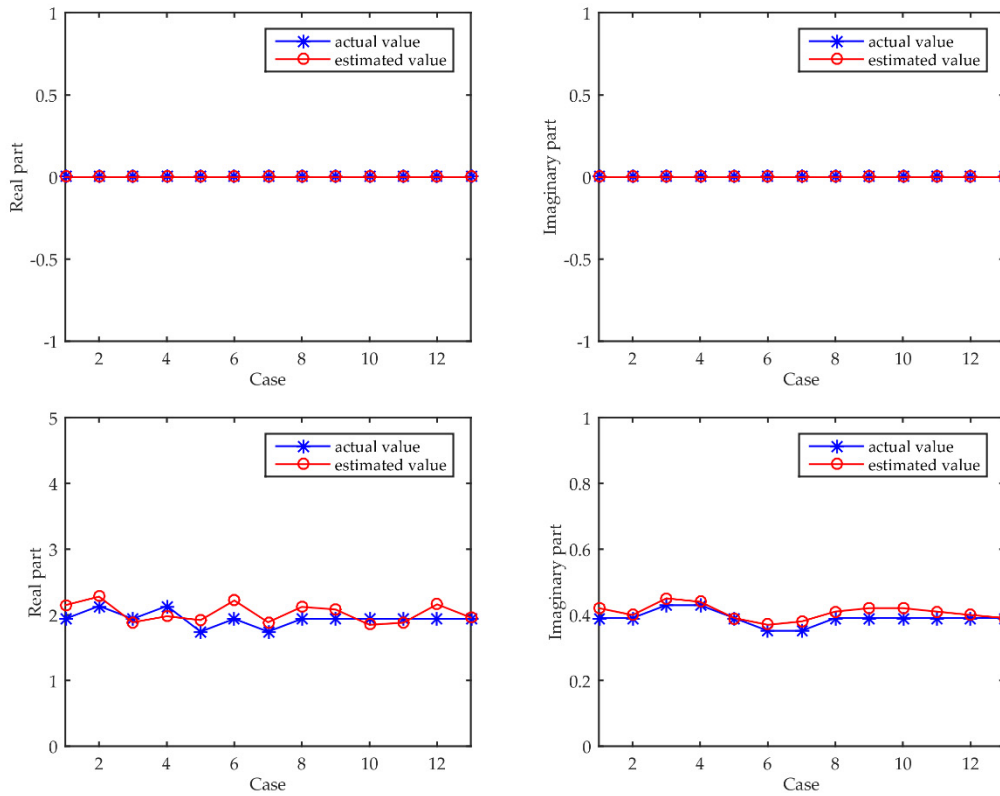 1
0.5
0
-0.5
-1
Real part
2 4 6 8 10 12
Case
actual value
estimated value
1
0.5
0
-0.5
-1
Imaginary part
2 4 6 8 10 12
Case
actual value
estimated value
5
4
3
2
1
0
Real part
2 4 6 8 10 12
Case
actual value
estimated value
1
0.8
0.6
0.4
0.2
0
Imaginary part
2 4 6 8 10 12
Case
actual value
estimated value